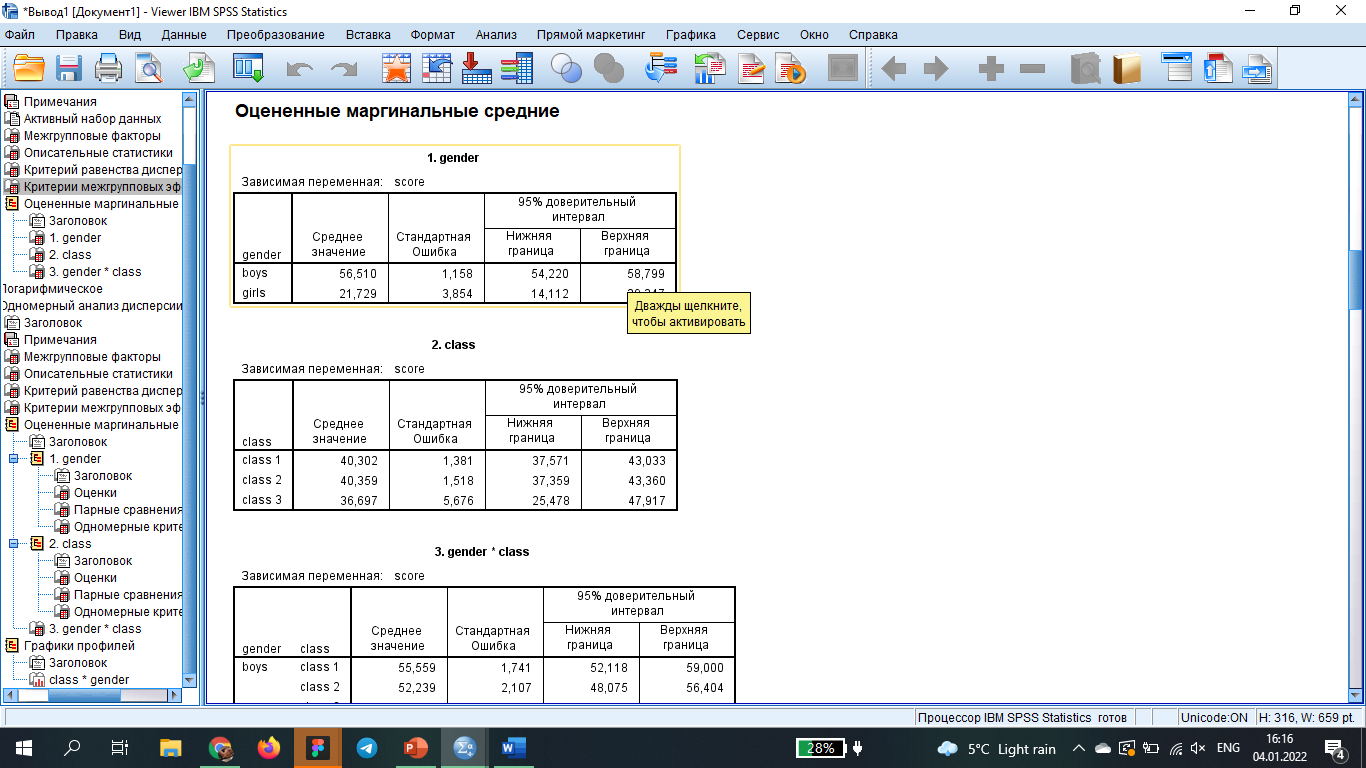 *Вывод1 [Документ1] - Viewer IBM SPSS Statistics
Файл Правка Вид Данные Преобразование Вставка Формат Анализ Прямой маркетинг Графика Сервис Окно Справка
Примечания
Активный набор данных
Межгрупповые факторы
Описательные статистики
Критерий равенства диспер
Критерии межгрупповых эф
Оцененные маргинальные
Заголовок
1. gender
2. class
3. gender * class
Логарифмическое
Одномерный анализ дисперсии
Заголовок
Примечания
Межгрупповые факторы
Описательные статистики
Критерий равенства диспер
Критерии межгрупповых эф
Оцененные маргинальные
Заголовок
1. gender
Заголовок
Оценки
Парные сравнения
Одномерные крите
2. class
Заголовок
Оценки
Парные сравнения
Одномерные крите
3. gender * class
Графики профилей
Заголовок
class * gender
Оцененные маргинальные средние
1. gender
Зависимая переменная: score
95% доверительный
интервал
gender Среднее значение Стандартная Ошибка Нижняя граница Верхняя граница
boys 56,510 1,158 54,220 58,799
girls 21,729 3,854 14,112
Дважды щелкните,
чтобы активировать
2. class
Зависимая переменная: score
95% доверительный
интервал
class Среднее значение Стандартная Ошибка Нижняя граница Верхняя граница
class 1 40,302 1,381 37,571 43,033
class 2 40,359 1,518 37,359 43,360
class 3 36,697 5,676 25,478 47,917
3. gender * class
Зависимая переменная: score
95% доверительный
интервал
gender class Среднее значение Стандартная Ошибка Нижняя граница Верхняя граница
boys class 1 55,559 1,741 52,118 59,000
class 2 52,239 2,107 48,075 56,404
Процессор IBM SPSS Statistics готов Unicode:ON H: 316, W: 659 pt.
28% 5°C Light rain ENG 16:16
04.01.2022 4